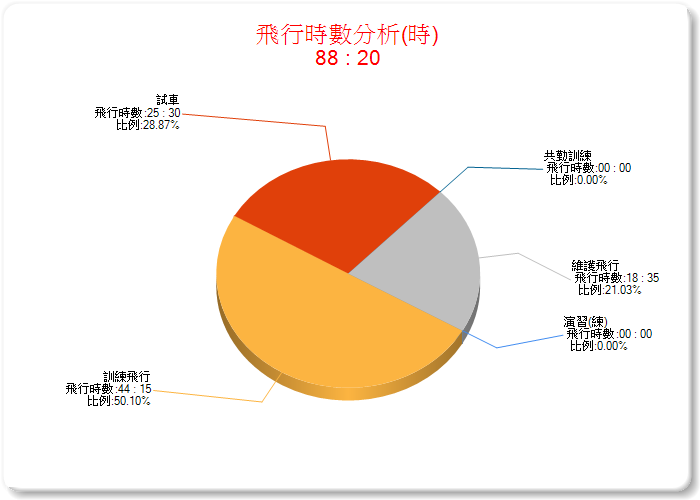 飛行時數分析(時)
88 : 20
試車
飛行時數:25 : 30
比例:28.87%
共勤訓練
飛行時數:00 : 00
比例:0.00%
維護飛行
飛行時數:18 : 35
比例:21.03%
演習(練)
飛行時數:00 : 00
比例:0.00%
訓練飛行
飛行時數:44 : 15
比例:50.10%